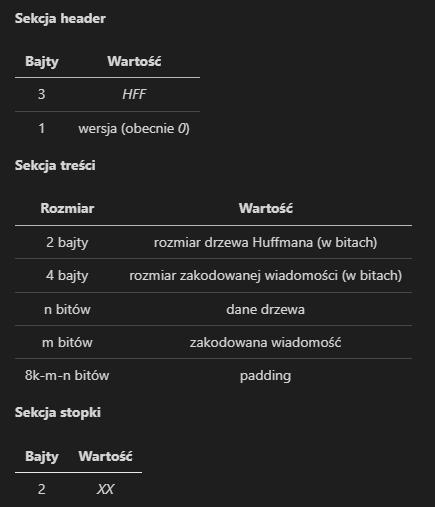 Sekcja header
Bajty Wartość
3 HFF
1 wersja (obecnie 0)
Sekcja treści
Rozmiar Wartość
2 bajty rozmiar drzewa Huffmana (w bitach)
4 bajty rozmiar zakodowanej wiadomości (w bitach)
n bitów dane drzewa
m bitów zakodowana wiadomość
8k-m-n bitów padding
Sekcja stopki
Bajty Wartość
2 XX